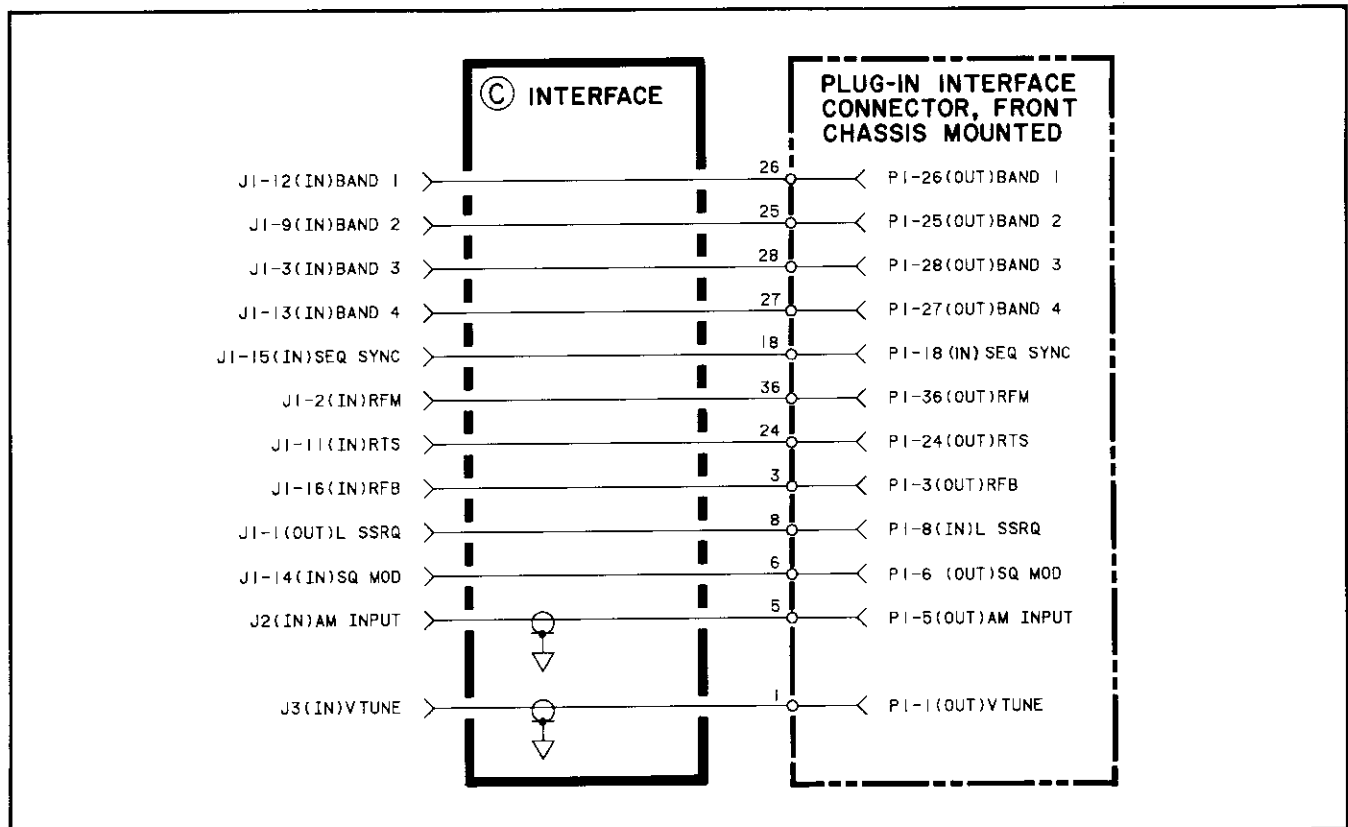 Ⓒ INTERFACE
PLUG-IN INTERFACE
CONNECTOR, FRONT
CHASSIS MOUNTED
J1-12(IN)BAND 1 26 P1-26(OUT)BAND 1
J1-9(IN)BAND 2 25 P1-25(OUT)BAND 2
J1-3(IN)BAND 3 28 P1-28(OUT)BAND 3
J1-13(IN)BAND 4 27 P1-27(OUT)BAND 4
J1-15(IN)SEQ SYNC 18 P1-18(IN)SEQ SYNC
J1-2(IN)RFM 36 P1-36(OUT)RFM
J1-11(IN)RTS 24 P1-24(OUT)RTS
J1-16(IN)RFB 3 P1-3(OUT)RFB
J1-1(OUT)L SSRQ 8 P1-8(IN)L SSRQ
J1-14(IN)SQ MOD 6 P1-6 (OUT)SQ MOD
J2(IN)AM INPUT 5 P1-5(OUT)AM INPUT
J3(IN)VTUNE 1 P1-1(OUT)VTUNE